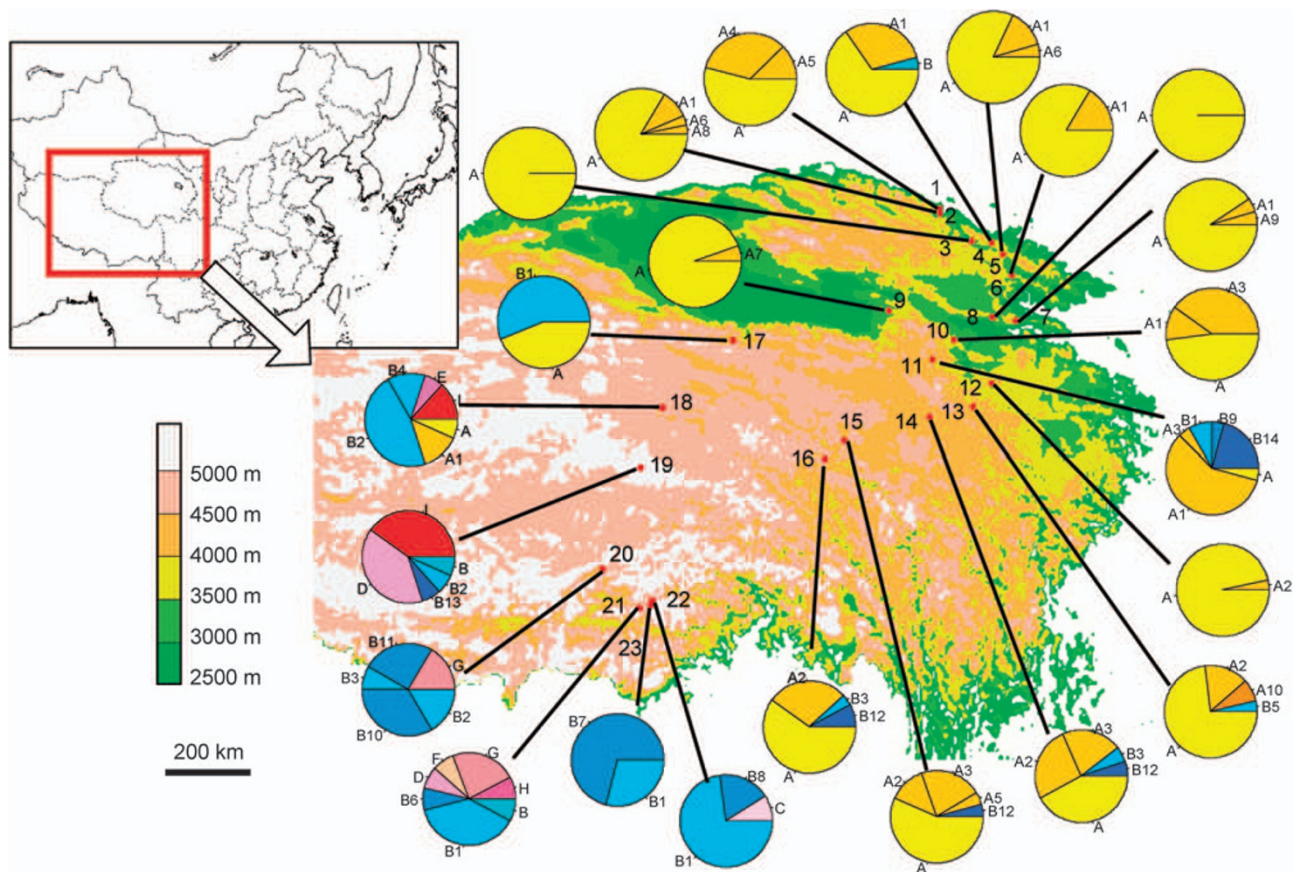 A4
A5
A
A1
B
A
A1
A6
A
A1
A6
A8
A
A1
A
A
A
A
A1
A9
A
A7
A
B1
A
A3
A1
A
1
2
3
4
5
6
7
8
9
10
11
12
13
14
15
16
17
18
19
20
21
22
23
B4
E
I
A
A1
B2
A3
B1
B9
B14
A
A1
5000 m
4500 m
4000 m
3500 m
3000 m
2500 m
200 km
I
B
B2
B13
D
A
A2
B11
G
B3
B2
B10
A2
A10
B5
A
A2
B3
B12
A
A3
A2
B3
B12
A
F
G
D
H
B6
B
B1
B7
B1
B8
C
B1
A3
A2
A5
B12
A